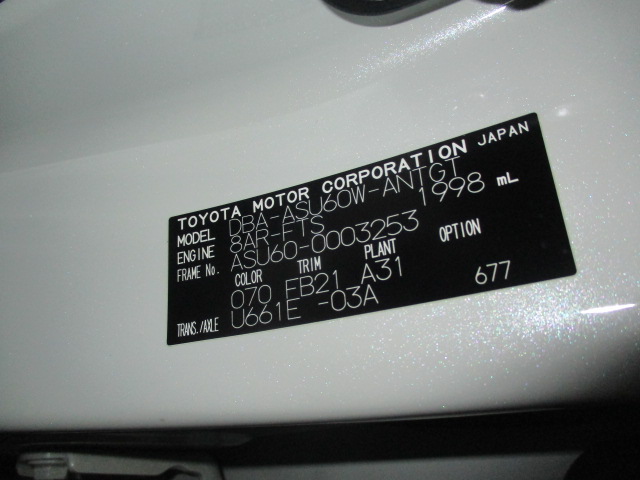 TOYOTA MOTOR CORPORATION JAPAN
MODEL DBA-ASU60W-ANTGT
ENGINE 8AR-FTS 1998 mL
FRAME No. ASU60-0003253
COLOR TRIM PLANT OPTION
070 EB21 A31 677
TRANS./AXLE U661E -03A